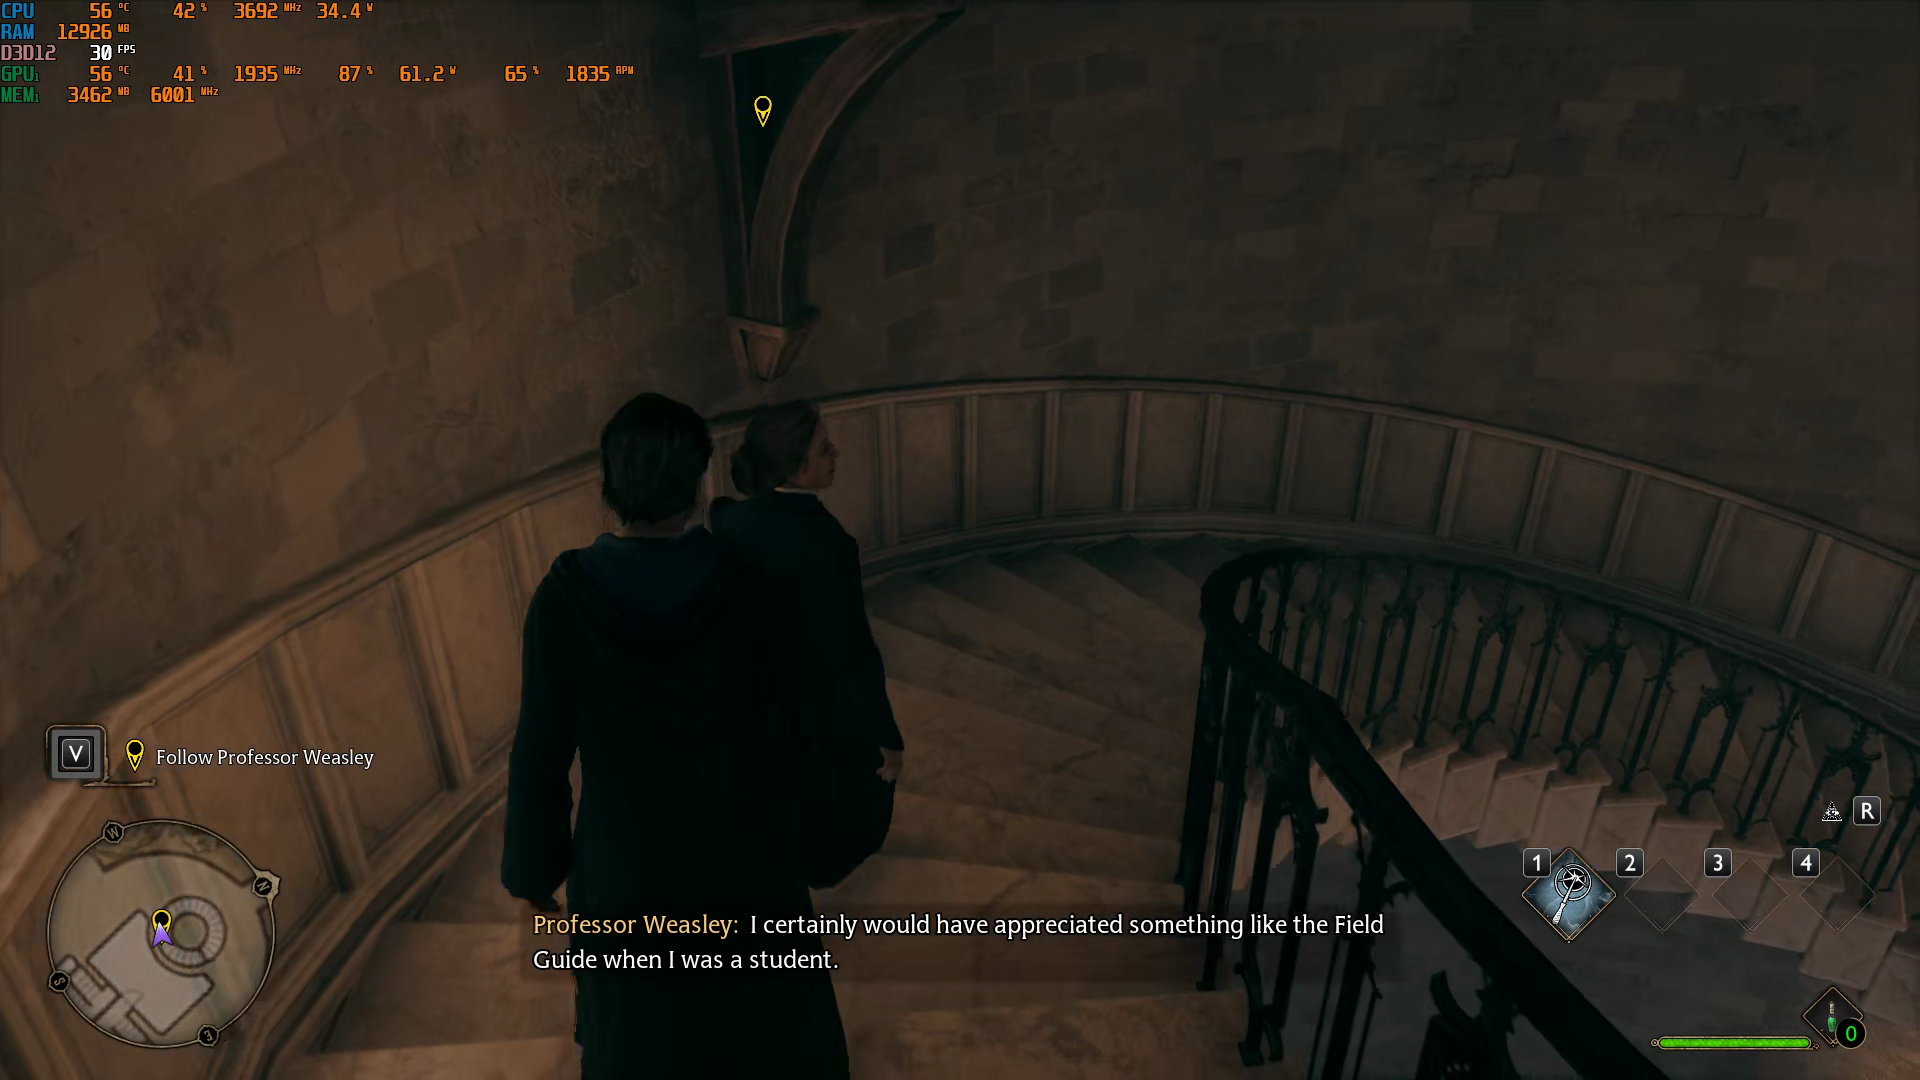 CPU 56 °C 42 % 3692 MHz 34.4 W
RAM 12926 MB
D3D12 30 FPS
GPU1 56 °C 41 % 1935 MHz 87 % 61.2 W 65 % 1835 RPM
MEM1 3462 MB 6001 MHz
V Follow Professor Weasley
W
N
S
E
R
1 2 3 4
Professor Weasley: I certainly would have appreciated something like the Field
Guide when I was a student.
0